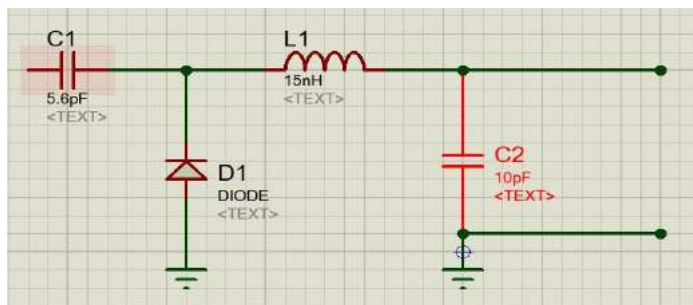 C1
5.6pF
<TEXT>
L1
15nH
<TEXT>
D1
DIODE
<TEXT>
C2
10pF
<TEXT>